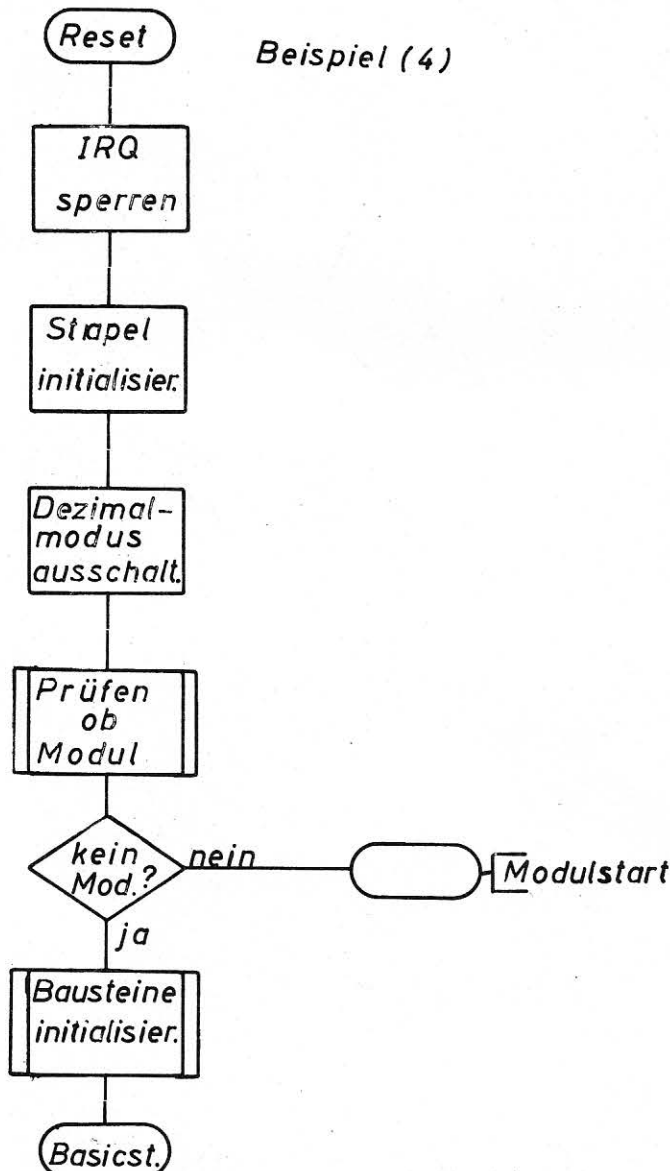 Reset
Beispiel (4)
IRQ
sperren
Stapel
initialisier.
Dezimal-
modus
ausschalt.
Prüfen
ob
Modul
kein
Mod.?
nein
Modulstart
ja
Bausteine
initialisier.
Basicst.